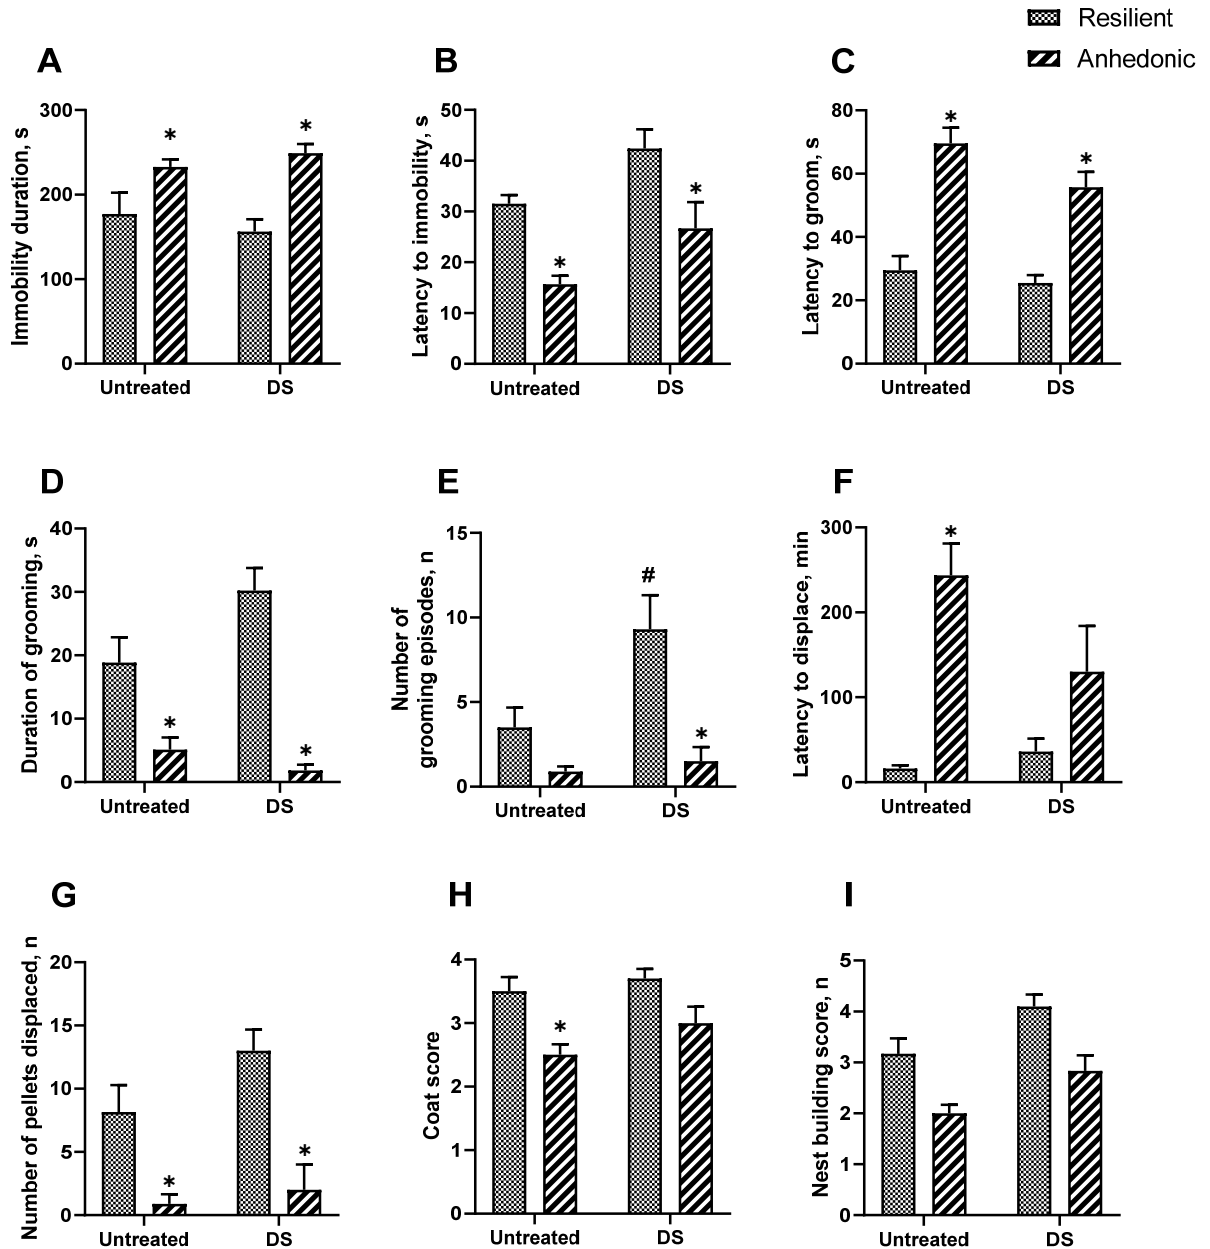 Resilient
Anhedonic
A
Immobility duration, s
300
200
100
0
*
*
Untreated
DS
B
Latency to immobility, s
50
40
30
20
10
0
*
*
Untreated
DS
C
Latency to groom, s
80
60
40
20
0
*
*
Untreated
DS
D
Duration of grooming, s
40
30
20
10
0
*
*
Untreated
DS
E
Number of
grooming episodes, n
15
10
5
0
#
*
Untreated
DS
F
Latency to displace, min
300
200
100
0
*
Untreated
DS
G
Number of pellets displaced, n
20
15
10
5
0
*
*
Untreated
DS
H
Coat score
4
3
2
1
0
*
Untreated
DS
I
Nest building score, n
5
4
3
2
1
0
Untreated
DS